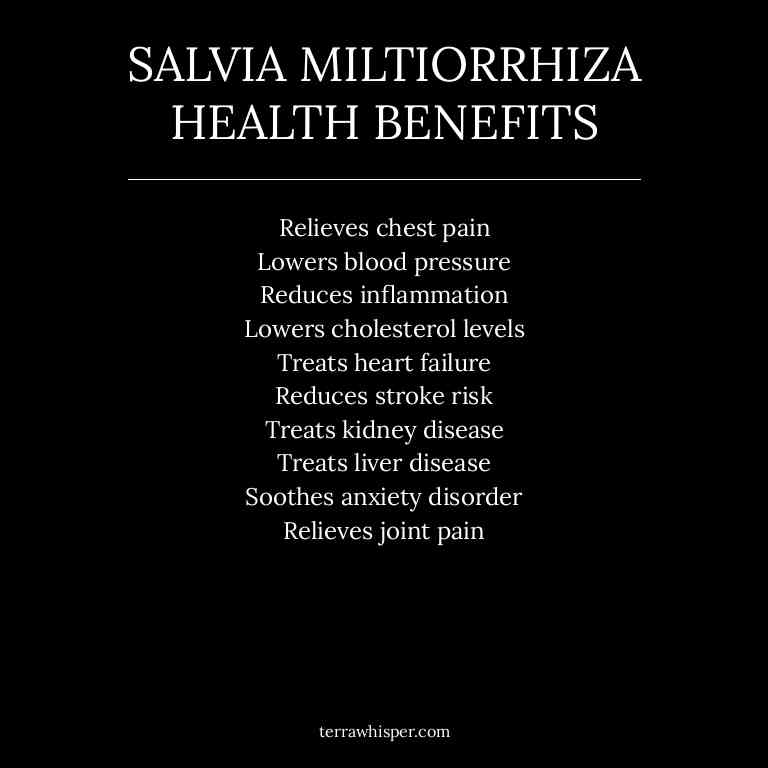 SALVIA MILTIORRHIZA
HEALTH BENEFITS
Relieves chest pain
Lowers blood pressure
Reduces inflammation
Lowers cholesterol levels
Treats heart failure
Reduces stroke risk
Treats kidney disease
Treats liver disease
Soothes anxiety disorder
Relieves joint pain
terrawhisper.com